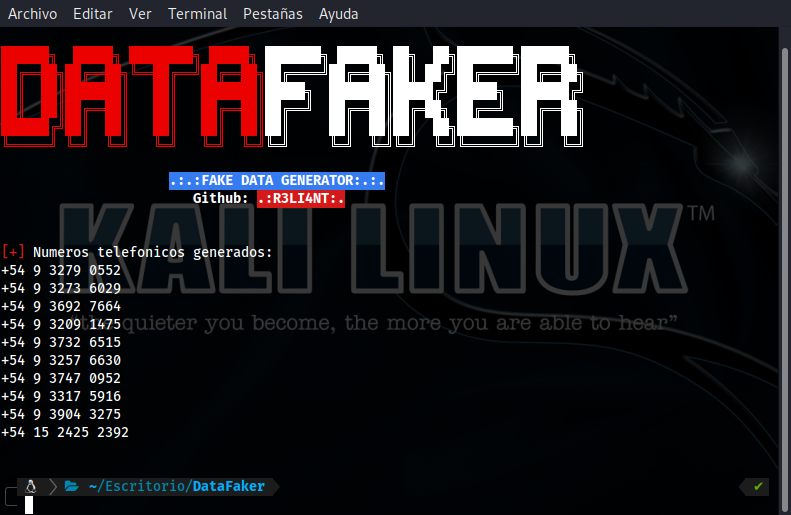 Archivo Editar Ver Terminal Pestañas Ayuda
DATAFAKER
.:.:FAKE DATA GENERATOR:.:.
Github: .:R3LI4NT:.
KALI LINUX™
[+] Numeros telefonicos generados:
+54 9 3279 0552
+54 9 3273 6029
+54 9 3692 7664
+54 9 3209 1475
"the quieter you become, the more you are able to hear"
+54 9 3732 6515
+54 9 3257 6630
+54 9 3747 0952
+54 9 3317 5916
+54 9 3904 3275
+54 15 2425 2392
~/Escritorio/DataFaker ✔